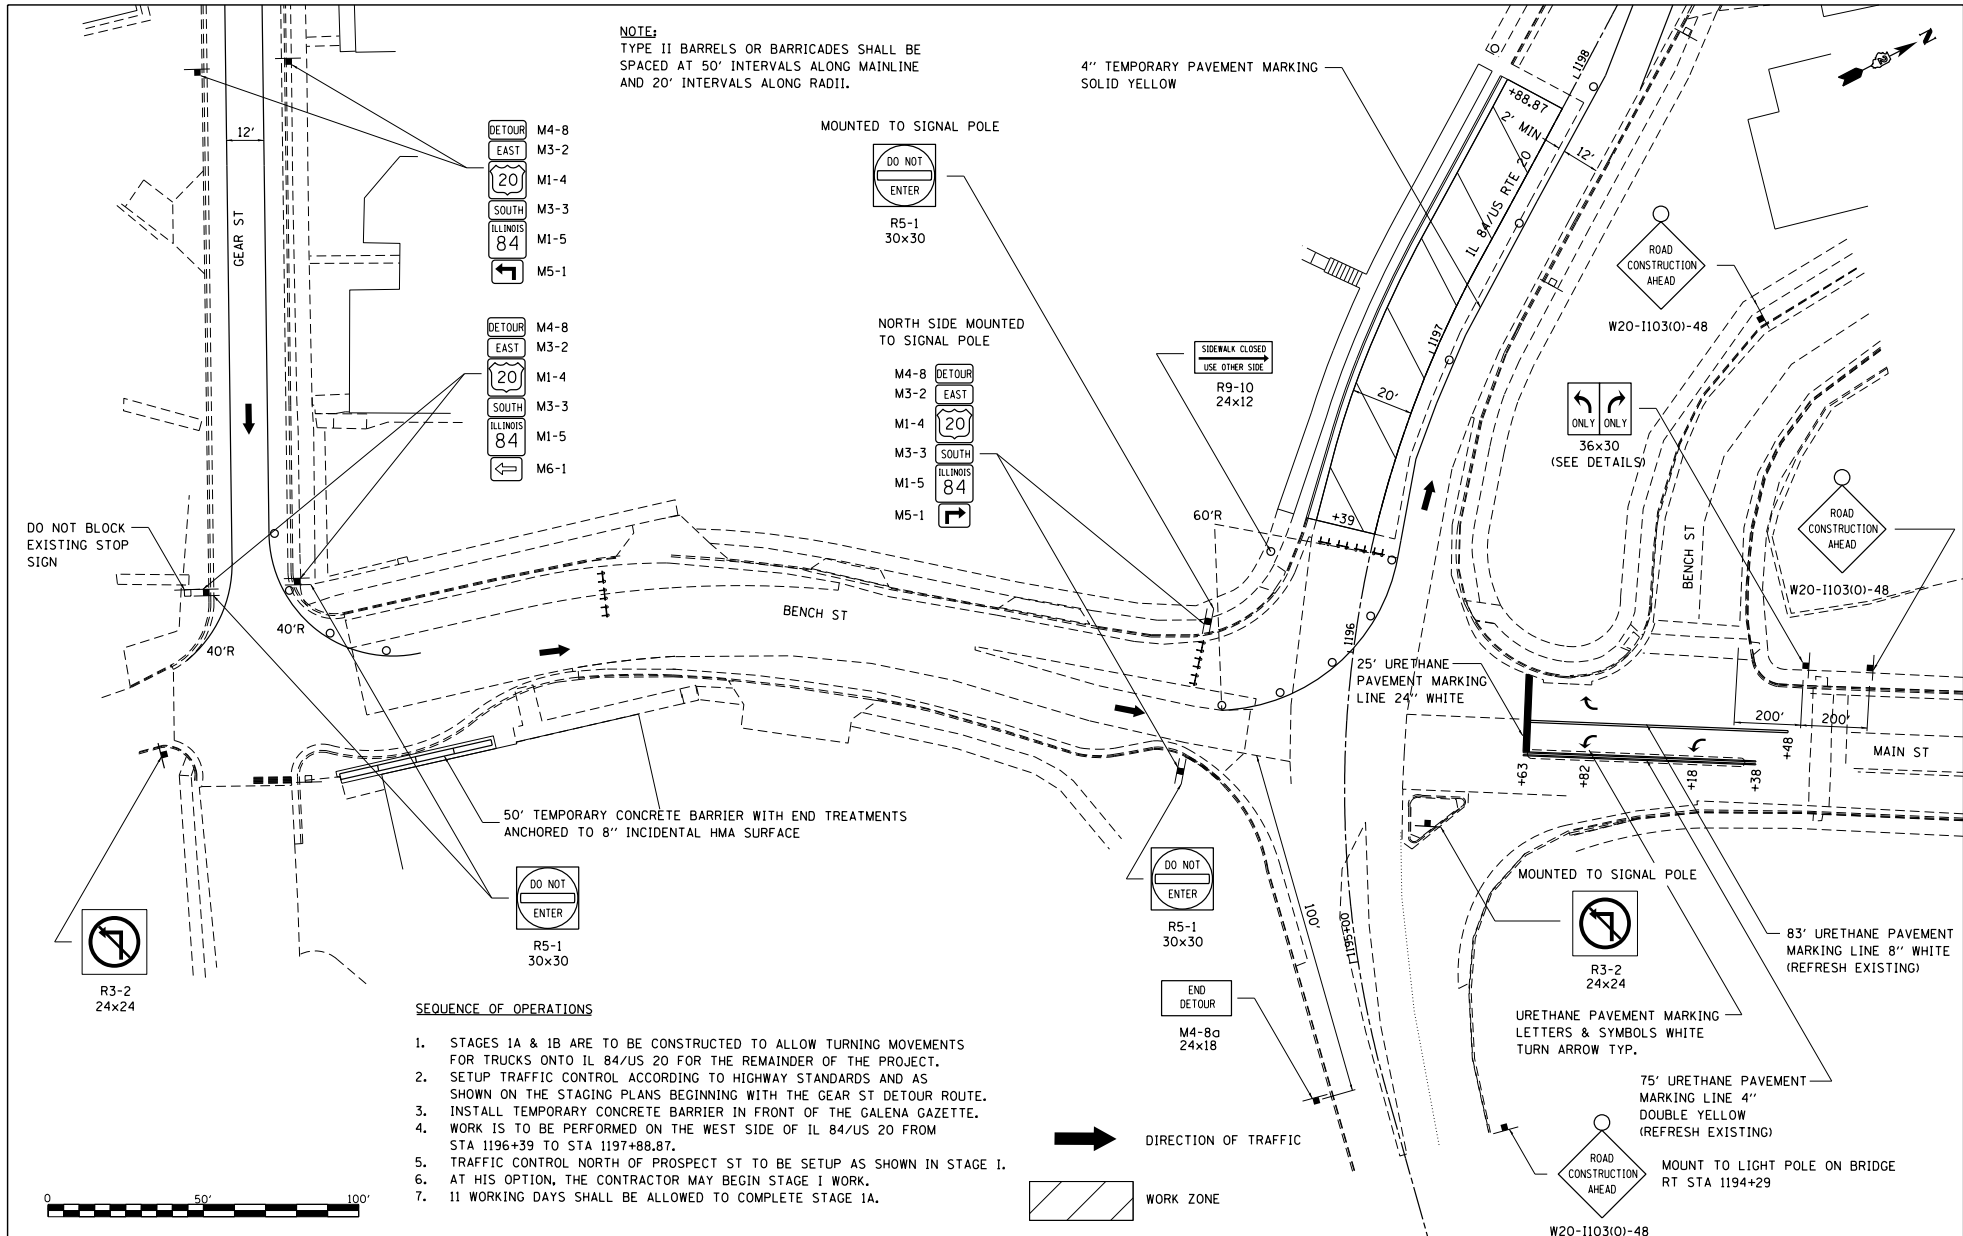 NOTE:
TYPE II BARRELS OR BARRICADES SHALL BE
SPACED AT 50' INTERVALS ALONG MAINLINE
AND 20' INTERVALS ALONG RADII.
4" TEMPORARY PAVEMENT MARKING
SOLID YELLOW
N
12'
GEAR ST
DETOUR M4-8
EAST M3-2
20 M1-4
SOUTH M3-3
ILLINOIS
84 M1-5
M5-1
DETOUR M4-8
EAST M3-2
20 M1-4
SOUTH M3-3
ILLINOIS
84 M1-5
M6-1
MOUNTED TO SIGNAL POLE
DO NOT
ENTER
R5-1
30x30
NORTH SIDE MOUNTED
TO SIGNAL POLE
M4-8 DETOUR
M3-2 EAST
M1-4 20
M3-3 SOUTH
ILLINOIS
M1-5 84
M5-1
SIDEWALK CLOSED
USE OTHER SIDE
R9-10
24x12
1198
+88.87
2' MIN
12'
IL 84/US RTE 20
1197
20'
+39
60'R
1196
1195+00
100'
ROAD
CONSTRUCTION
AHEAD
W20-I103(O)-48
ONLY ONLY
36x30
(SEE DETAILS)
ROAD
CONSTRUCTION
AHEAD
W20-I103(O)-48
BENCH ST
DO NOT BLOCK
EXISTING STOP
SIGN
40'R
40'R
BENCH ST
25' URETHANE
PAVEMENT MARKING
LINE 24" WHITE
200'
200'
MAIN ST
+63
+82
+18
+38
+48
50' TEMPORARY CONCRETE BARRIER WITH END TREATMENTS
ANCHORED TO 8" INCIDENTAL HMA SURFACE
R3-2
24x24
DO NOT
ENTER
R5-1
30x30
DO NOT
ENTER
R5-1
30x30
END
DETOUR
M4-8a
24x18
MOUNTED TO SIGNAL POLE
R3-2
24x24
83' URETHANE PAVEMENT
MARKING LINE 8" WHITE
(REFRESH EXISTING)
URETHANE PAVEMENT MARKING
LETTERS & SYMBOLS WHITE
TURN ARROW TYP.
75' URETHANE PAVEMENT
MARKING LINE 4"
DOUBLE YELLOW
(REFRESH EXISTING)
ROAD
CONSTRUCTION
AHEAD
MOUNT TO LIGHT POLE ON BRIDGE
RT STA 1194+29
W20-I103(O)-48
SEQUENCE OF OPERATIONS
1. STAGES 1A & 1B ARE TO BE CONSTRUCTED TO ALLOW TURNING MOVEMENTS
FOR TRUCKS ONTO IL 84/US 20 FOR THE REMAINDER OF THE PROJECT.
2. SETUP TRAFFIC CONTROL ACCORDING TO HIGHWAY STANDARDS AND AS
SHOWN ON THE STAGING PLANS BEGINNING WITH THE GEAR ST DETOUR ROUTE.
3. INSTALL TEMPORARY CONCRETE BARRIER IN FRONT OF THE GALENA GAZETTE.
4. WORK IS TO BE PERFORMED ON THE WEST SIDE OF IL 84/US 20 FROM
STA 1196+39 TO STA 1197+88.87.
5. TRAFFIC CONTROL NORTH OF PROSPECT ST TO BE SETUP AS SHOWN IN STAGE I.
6. AT HIS OPTION, THE CONTRACTOR MAY BEGIN STAGE I WORK.
7. 11 WORKING DAYS SHALL BE ALLOWED TO COMPLETE STAGE 1A.
DIRECTION OF TRAFFIC
WORK ZONE
0 50' 100'